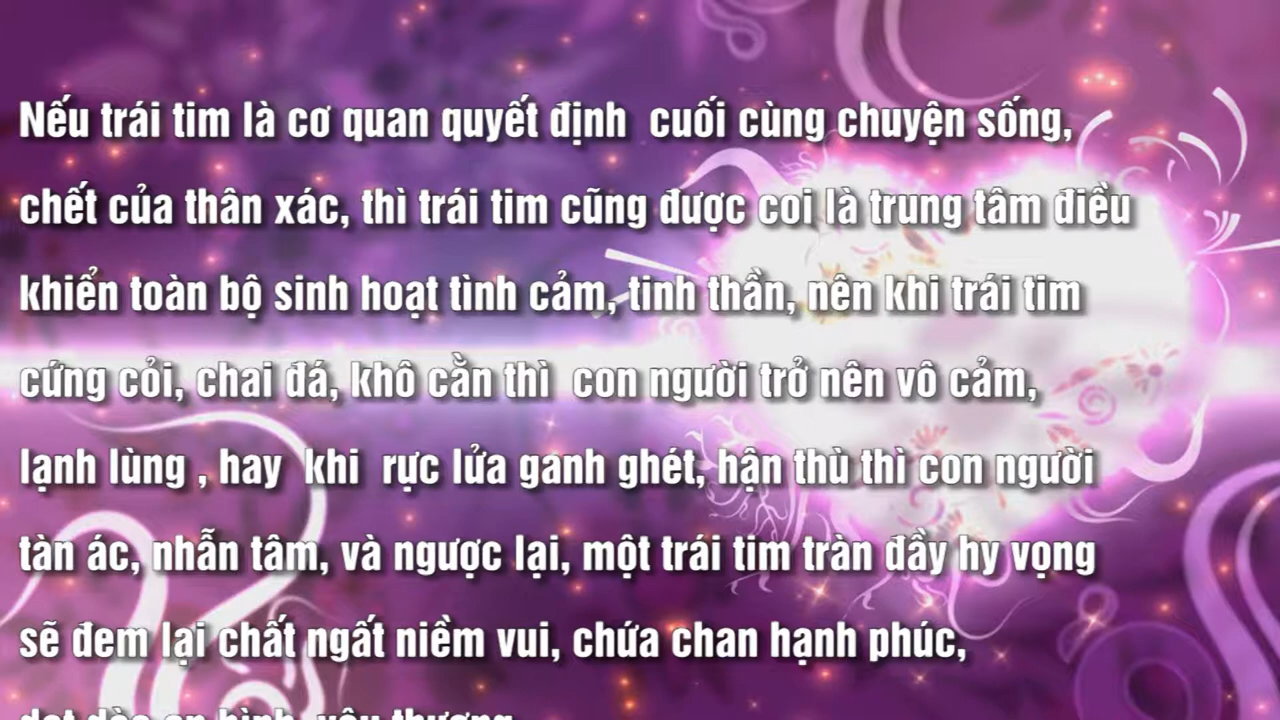 Nếu trái tim là cơ quan quyết định  cuối cùng chuyện sống,
chết của thân xác, thì trái tim cũng được coi là trung tâm điều
khiển toàn bộ sinh hoạt tình cảm, tinh thần, nên khi trái tim
cứng cỏi, chai đá, khô cằn thì  con người trở nên vô cảm,
lạnh lùng , hay  khi  rực lửa ganh ghét, hận thù thì con người
tàn ác, nhẫn tâm, và ngược lại, một trái tim tràn đầy hy vọng
sẽ đem lại chất ngất niềm vui, chứa chan hạnh phúc,